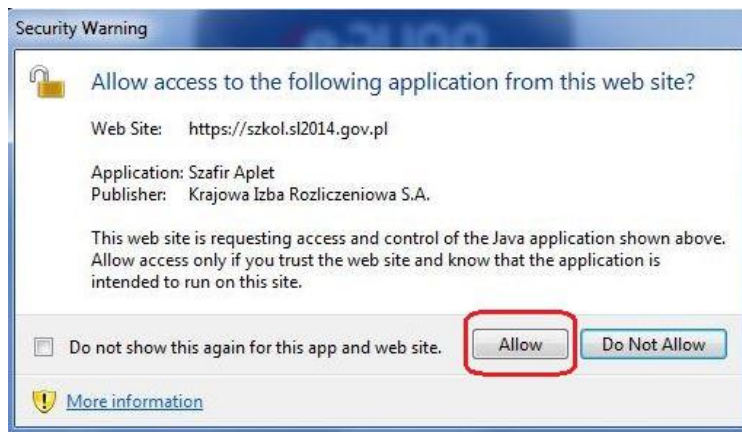 Security Warning
Allow access to the following application from this web site?
Web Site: https://szkol.sl2014.gov.pl
Application: Szafir Aplet
Publisher: Krajowa Izba Rozliczeniowa S.A.
This web site is requesting access and control of the Java application shown above.
Allow access only if you trust the web site and know that the application is
intended to run on this site.
Do not show this again for this app and web site.
Allow
Do Not Allow
More information